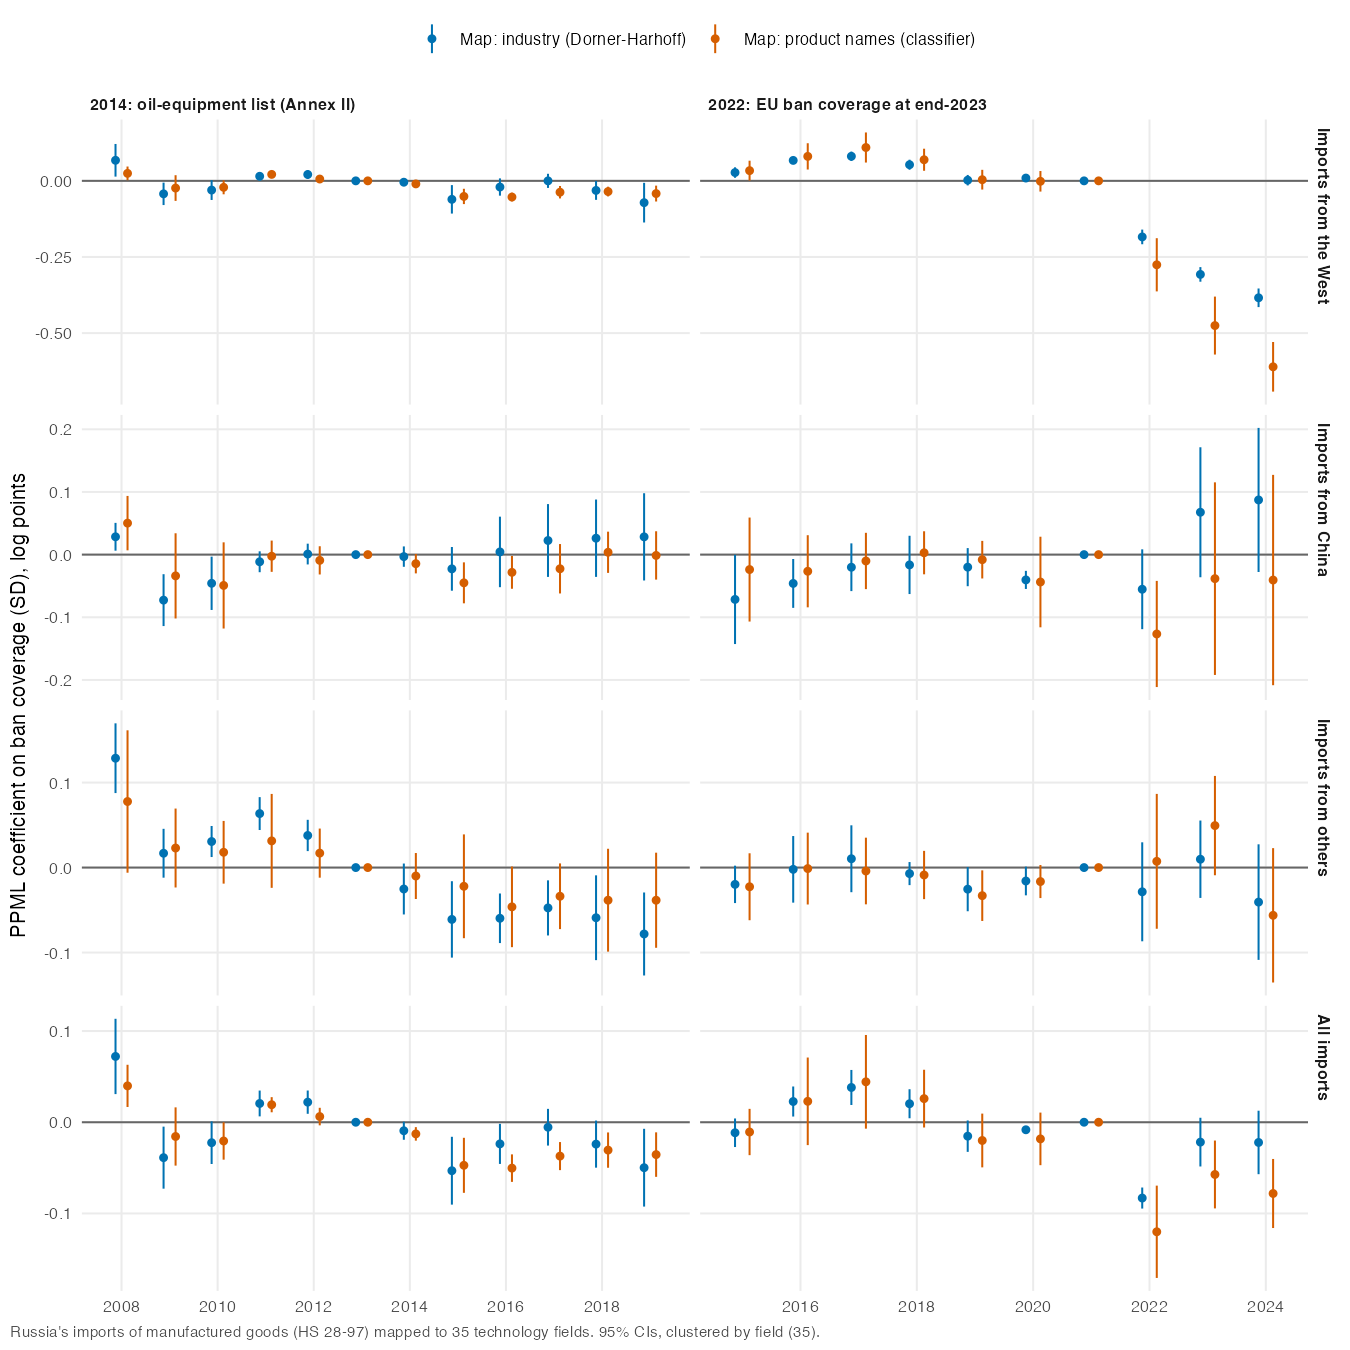 Map: industry (Dorner-Harhoff)
Map: product names (classifier)
2014: oil-equipment list (Annex II)
2022: EU ban coverage at end-2023
0.00
-0.25
-0.50
Imports from the West
0.2
0.1
0.0
-0.1
-0.2
Imports from China
PPML coefficient on ban coverage (SD), log points
0.1
0.0
-0.1
Imports from others
0.1
0.0
-0.1
All imports
2008 2010 2012 2014 2016 2018
2016 2018 2020 2022 2024
Russia's imports of manufactured goods (HS 28-97) mapped to 35 technology fields. 95% CIs, clustered by field (35).